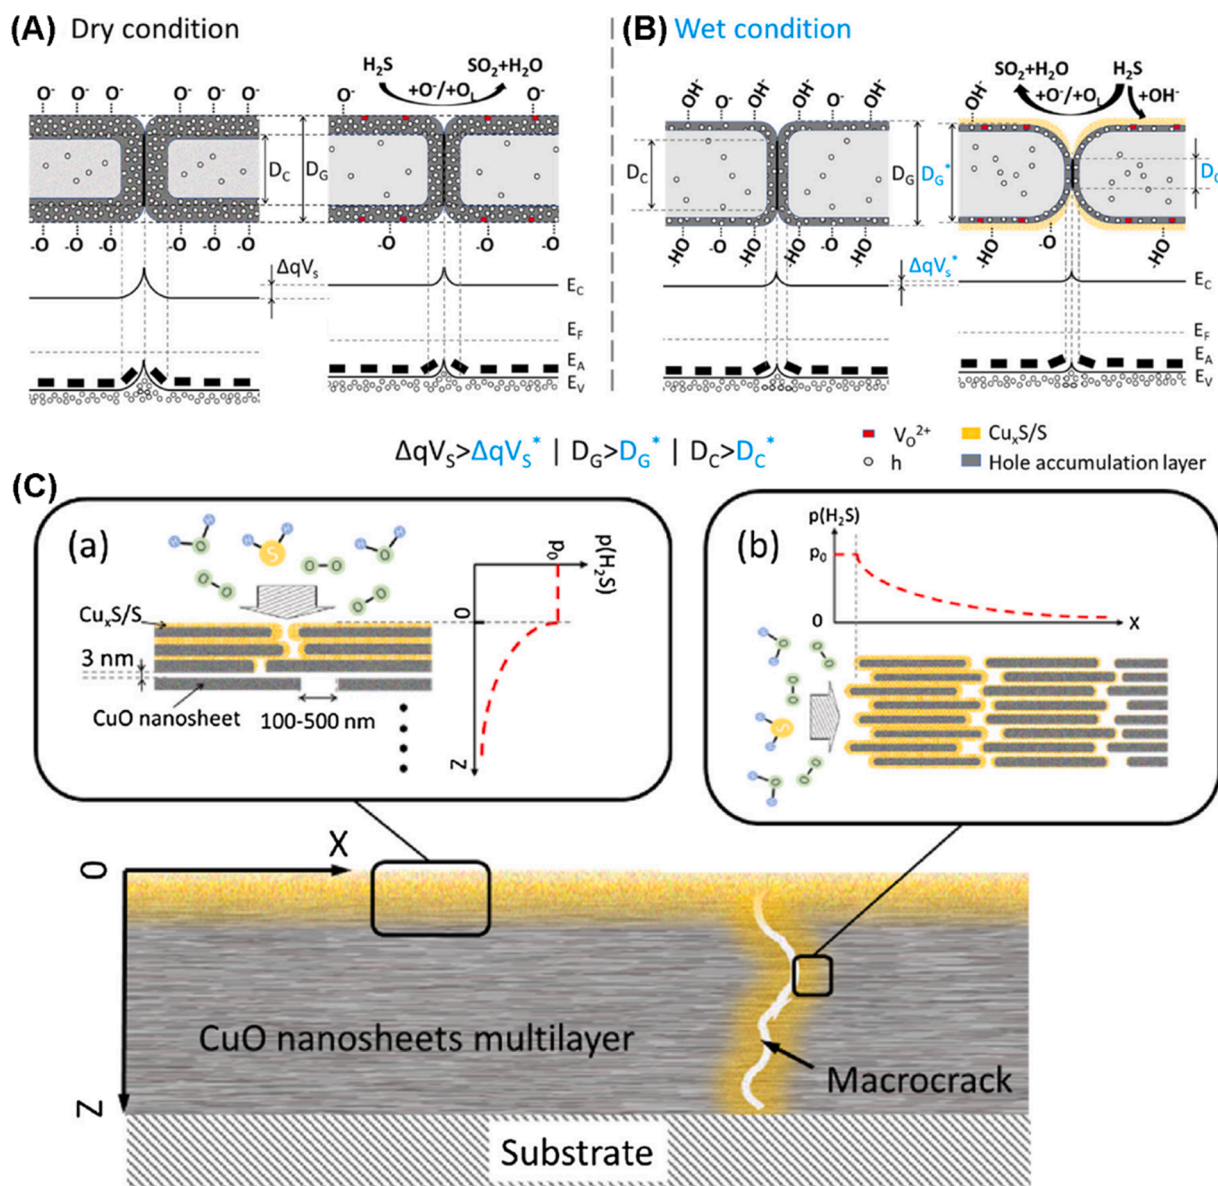 (A) Dry condition
(B) Wet condition
H₂S SO₂+H₂O
+O⁻/+O_L
O⁻ O⁻ O⁻ O⁻ O⁻ O⁻ O⁻ O⁻
D_C D_G
-O -O -O -O -O -O -O -O
ΔqV_S
E_C
E_F
E_A
E_V
SO₂+H₂O H₂S
+O⁻/+O_L +OH⁻
OH⁻ O⁻ OH⁻ OH⁻ O⁻ OH⁻ OH⁻
D_C D_G D_G*
-HO -O -HO -HO -O -HO -HO -O -HO
ΔqV_S*
E_C
E_F
E_A
E_V
ΔqV_S>ΔqV_S* | D_G>D_G* | D_C>D_C*
V_O²⁺ Cu_xS/S
h Hole accumulation layer
(C)
(a)
S
O O O O O O O O
p₀ p(H₂S)
0
Z
Cu_xS/S
3 nm
CuO nanosheet
100-500 nm
(b)
p(H₂S)
p₀
0 X
S
O O O O O O O O
X
0
Z
CuO nanosheets multilayer
Macrocrack
Substrate